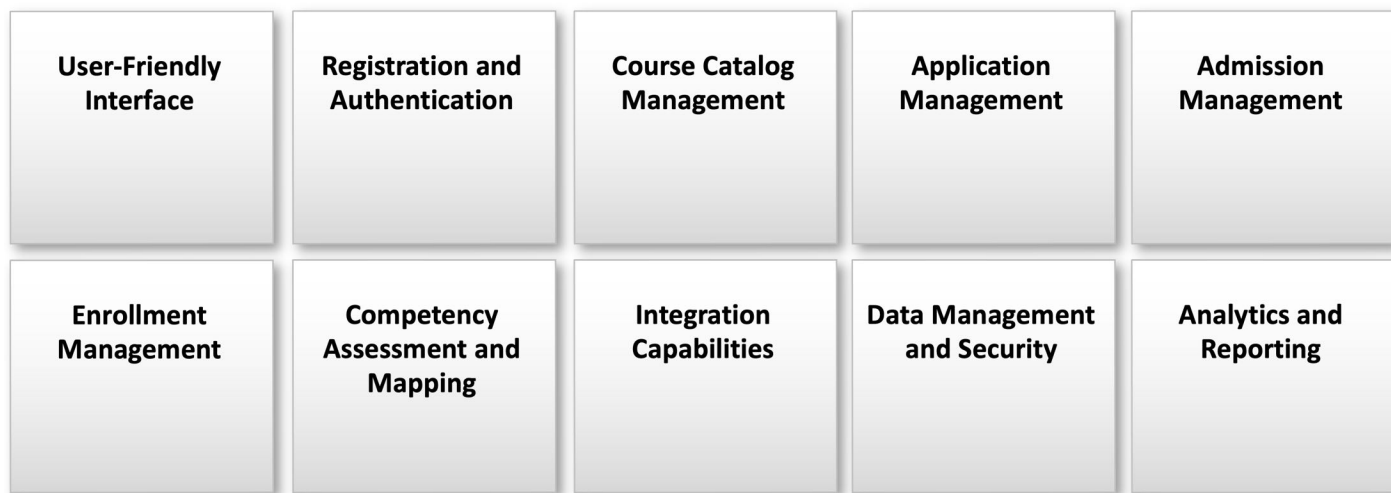 User-Friendly
Interface
Registration and
Authentication
Course Catalog
Management
Application
Management
Admission
Management
Enrollment
Management
Competency
Assessment and
Mapping
Integration
Capabilities
Data Management
and Security
Analytics and
Reporting